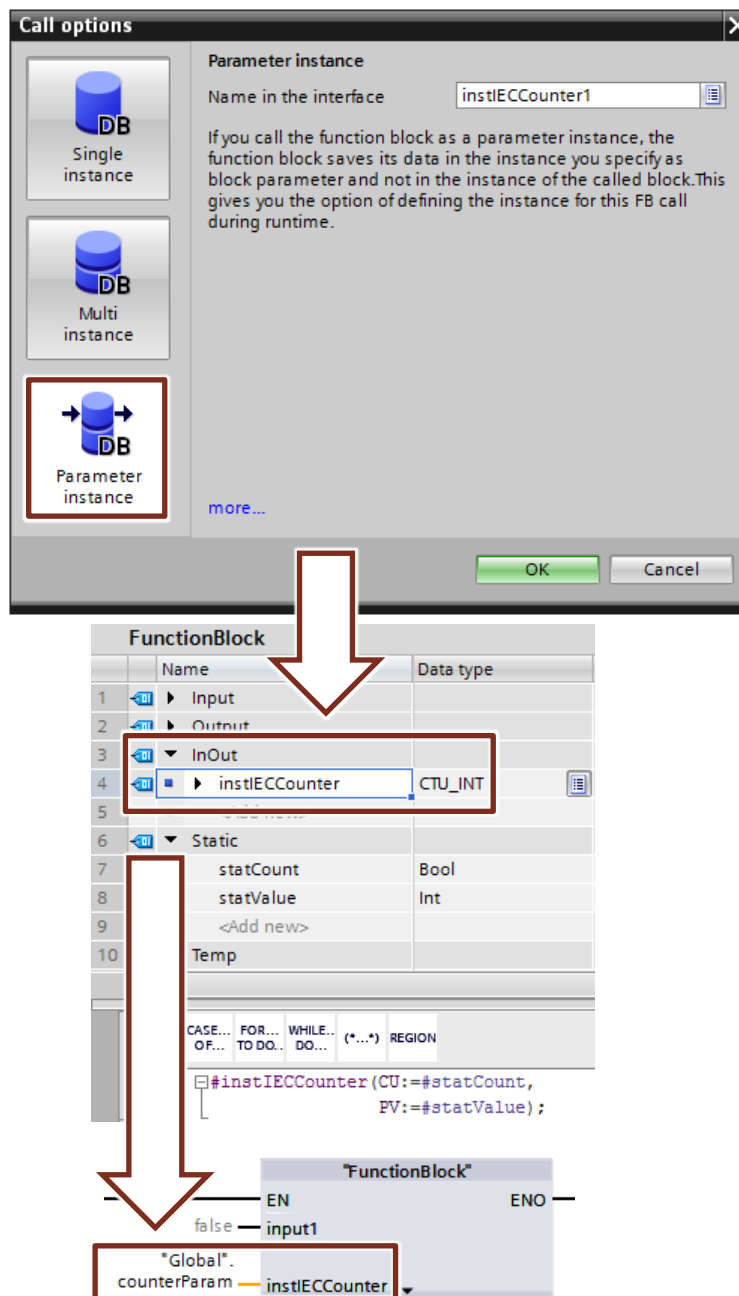 Call options
Parameter instance
Name in the interface
instIECCounter1
If you call the function block as a parameter instance, the
function block saves its data in the instance you specify as
block parameter and not in the instance of the called block.This
gives you the option of defining the instance for this FB call
during runtime.
DB
Single
instance
DB
Multi
instance
DB
Parameter
instance
more...
OK
Cancel
FunctionBlock
Name Data type
1 Input
2 Output
3 InOut
4 instIECCounter CTU_INT
5 <Add new>
6 Static
7 statCount Bool
8 statValue Int
9 <Add new>
10 Temp
CASE... FOR... WHILE.. (*...*) REGION
OF... TO DO.. DO...
#instIECCounter(CU:=#statCount,
PV:=#statValue);
"FunctionBlock"
EN ENO
false input1
"Global".
counterParam instIECCounter